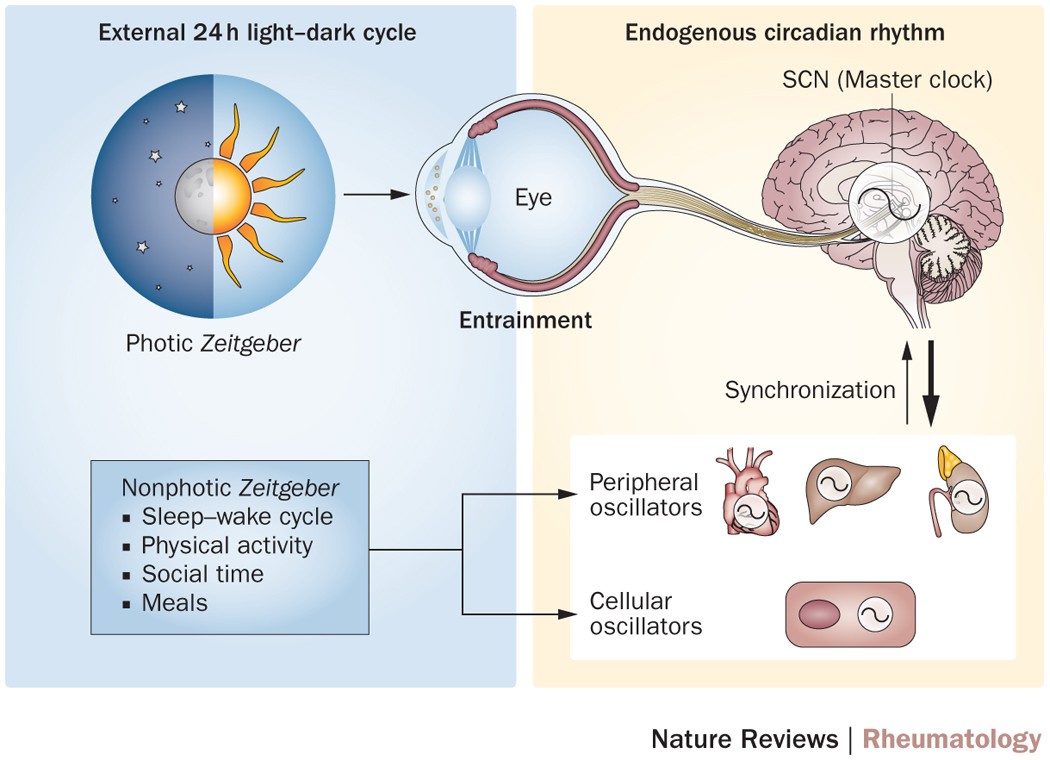 External 24 h light–dark cycle
Endogenous circadian rhythm
SCN (Master clock)
Eye
Entrainment
Photic Zeitgeber
Synchronization
Nonphotic Zeitgeber
▪ Sleep–wake cycle
▪ Physical activity
▪ Social time
▪ Meals
Peripheral
oscillators
Cellular
oscillators
Nature Reviews | Rheumatology